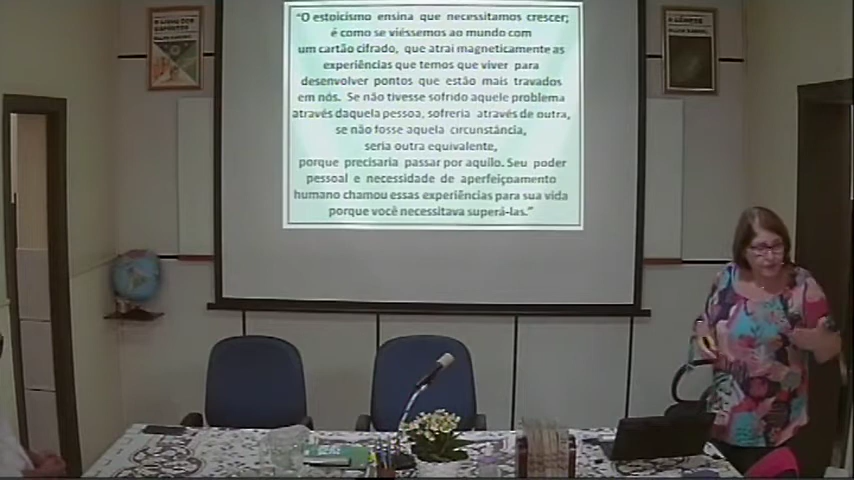 "O estoicismo ensina que necessitamos crescer;
é como se viéssemos ao mundo com
um cartão cifrado, que atrai magneticamente as
experiências que temos que viver para
desenvolver pontos que estão mais travados
em nós. Se não tivesse sofrido aquele problema
através daquela pessoa, sofreria através de outra,
se não fosse aquela circunstância,
seria outra equivalente,
porque precisaria passar por aquilo. Seu poder
pessoal e necessidade de aperfeiçoamento
humano chamou essas experiências para sua vida
porque você necessitava superá-las."